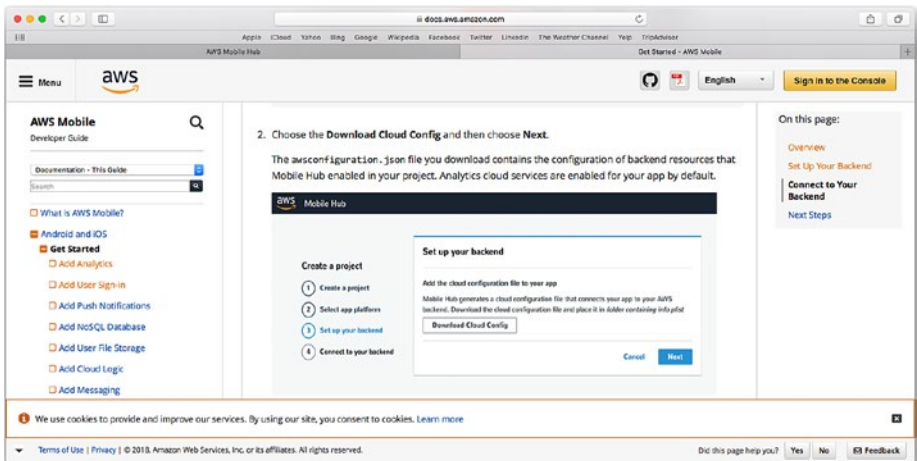 docs.aws.amazon.com
Apple iCloud Yahoo Bing Google Wikipedia Facebook Twitter LinkedIn The Weather Channel Yelp TripAdvisor
AWS Mobile Hub
Get Started - AWS Mobile
Menu
aws
English
Sign In to the Console
AWS Mobile
Developer Guide
Documentation - This Guide
Search
What is AWS Mobile?
Android and iOS
Get Started
Add Analytics
Add User Sign-in
Add Push Notifications
Add NoSQL Database
Add User File Storage
Add Cloud Logic
Add Messaging
2. Choose the Download Cloud Config and then choose Next.
The awsconfiguration.json file you download contains the configuration of backend resources that
Mobile Hub enabled in your project. Analytics cloud services are enabled for your app by default.
aws Mobile Hub
Create a project
1 Create a project
2 Select app platform
3 Set up your backend
4 Connect to your backend
Set up your backend
Add the cloud configuration file to your app
Mobile Hub generates a cloud configuration file that connects your app to your AWS
backend. Download the cloud configuration file and place it in folder containing info.plist
Download Cloud Config
Cancel
Next
On this page:
Overview
Set Up Your Backend
Connect to Your
Backend
Next Steps
We use cookies to provide and improve our services. By using our site, you consent to cookies. Learn more
Terms of Use | Privacy | © 2018, Amazon Web Services, Inc. or its affiliates. All rights reserved.
Did this page help you? Yes No Feedback